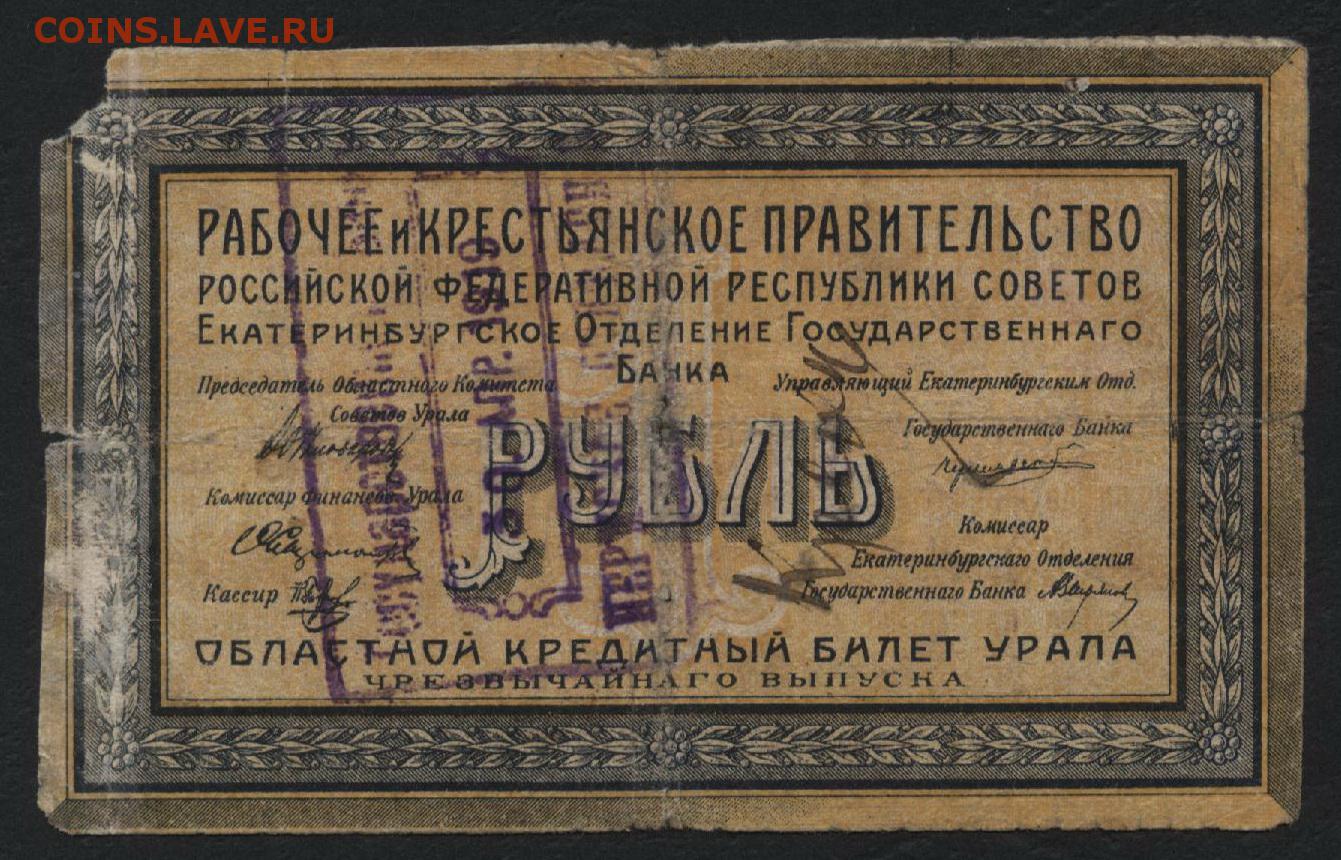 COINS.LAVE.RU
РАБОЧЕЕ и КРЕСТЬЯНСКОЕ ПРАВИТЕЛЬСТВО
РОССИЙСКОЙ ФЕДЕРАТИВНОЙ РЕСПУБЛИКИ СОВЕТОВ
ЕКАТЕРИНБУРГСКОЕ ОТДЕЛЕНИЕ ГОСУДАРСТВЕННАГО
БАНКА
Председатель Областного Комитета
Советов Урала
Управляющий Екатеринбургским Отд.
Государственнаго Банка
1 РУБЛЬ
Комиссар Финансов Урала
Комиссар
Екатеринбургскаго Отделения
Государственнаго Банка
Кассир
ОБЛАСТНОЙ КРЕДИТНЫЙ БИЛЕТ УРАЛА
ЧРЕЗВЫЧАЙНАГО ВЫПУСКА